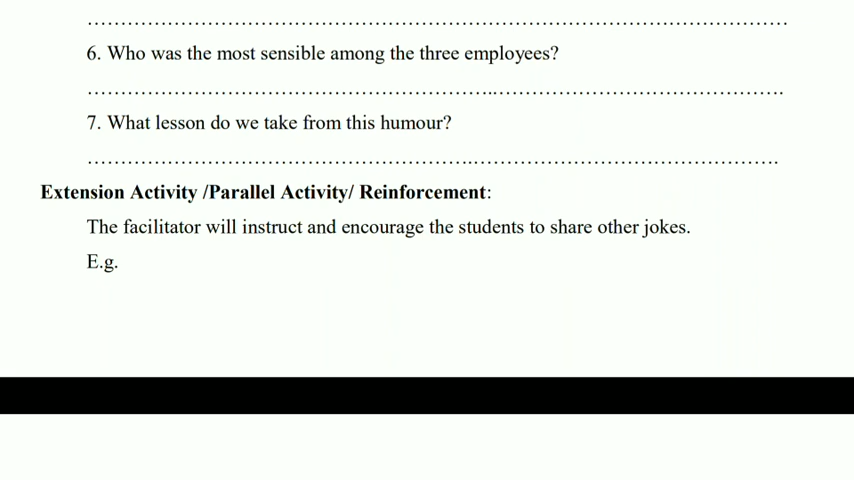 ……………………………………………………………………………………………
6. Who was the most sensible among the three employees?
……………………………………………………..…………………………………….
7. What lesson do we take from this humour?
………………………………………………….……………………………………….
Extension Activity /Parallel Activity/ Reinforcement:
The facilitator will instruct and encourage the students to share other jokes.
E.g.